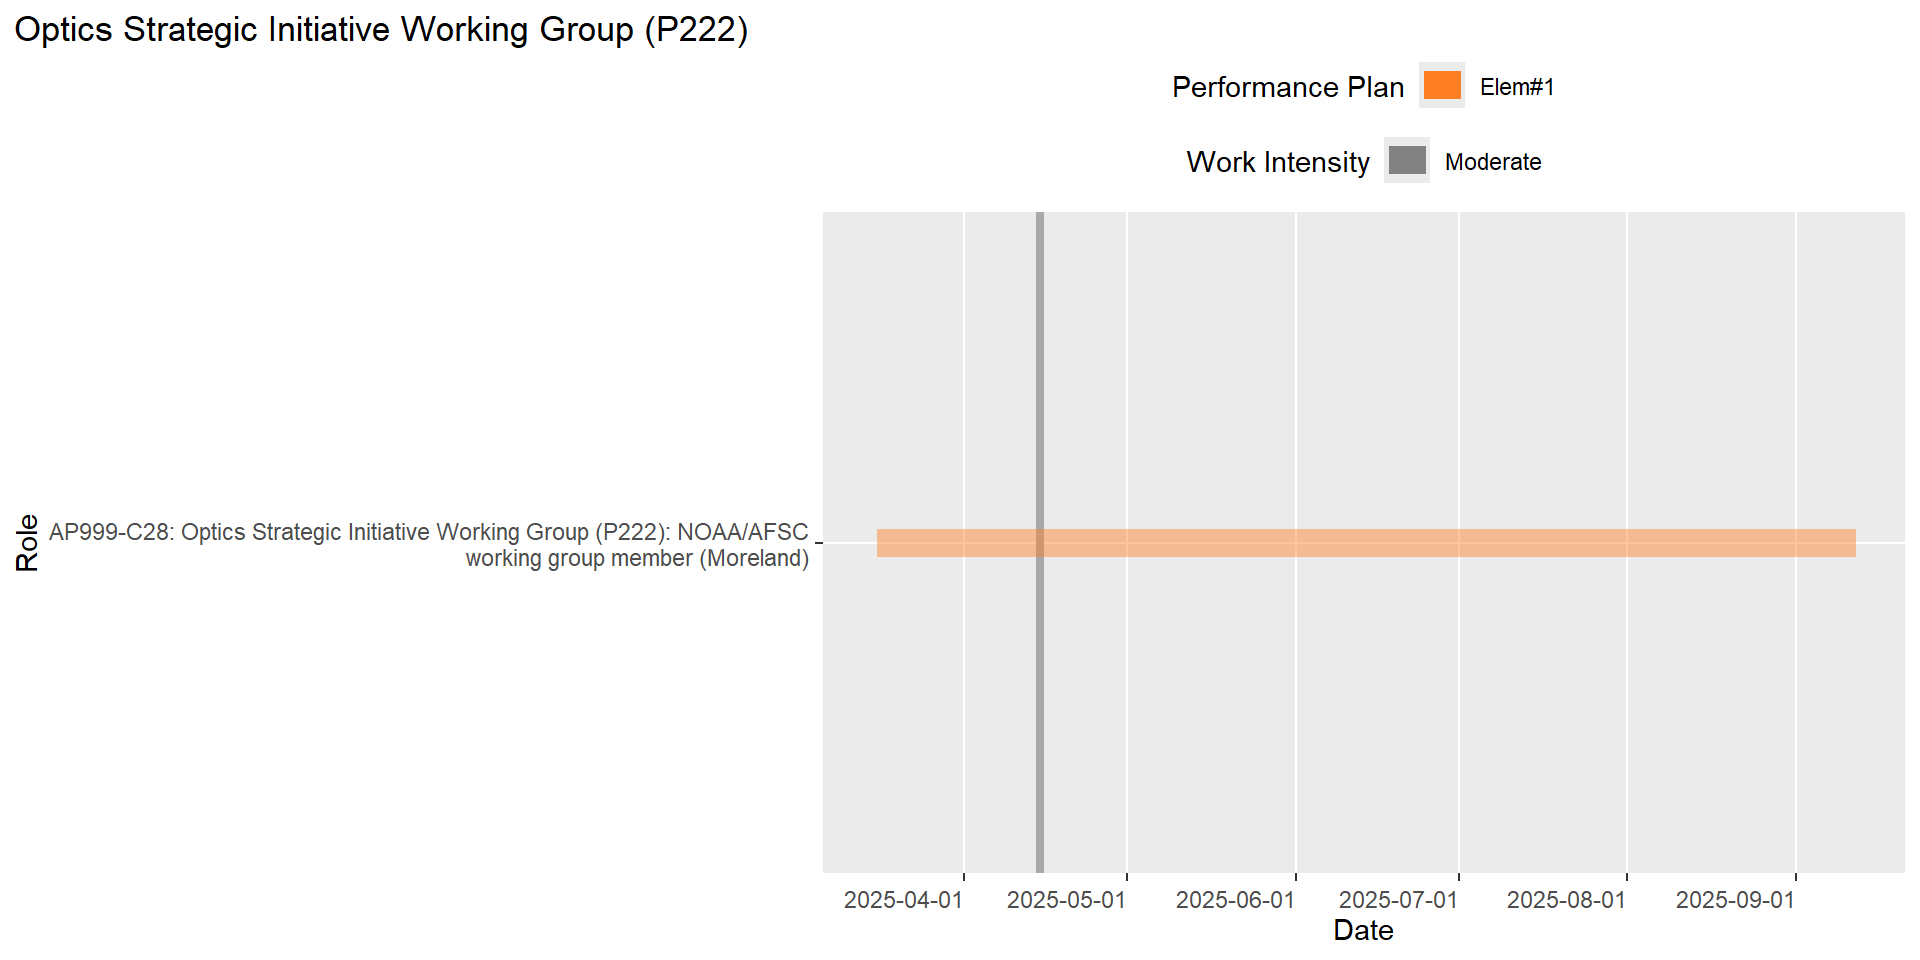 Optics Strategic Initiative Working Group (P222)
Performance Plan Elem#1
Work Intensity Moderate
Role
AP999-C28: Optics Strategic Initiative Working Group (P222): NOAA/AFSC
working group member (Moreland)
2025-04-01 2025-05-01 2025-06-01 2025-07-01 2025-08-01 2025-09-01
Date